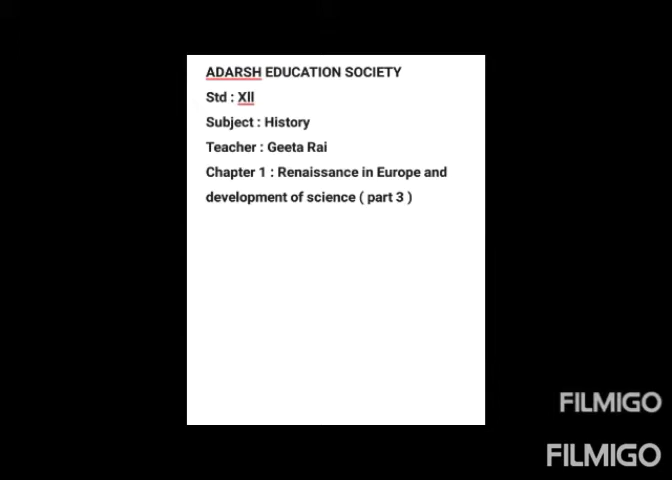 ADARSH EDUCATION SOCIETY
Std : XII
Subject : History
Teacher : Geeta Rai
Chapter 1 : Renaissance in Europe and
development of science ( part 3 )
FILMIGO
FILMIGO